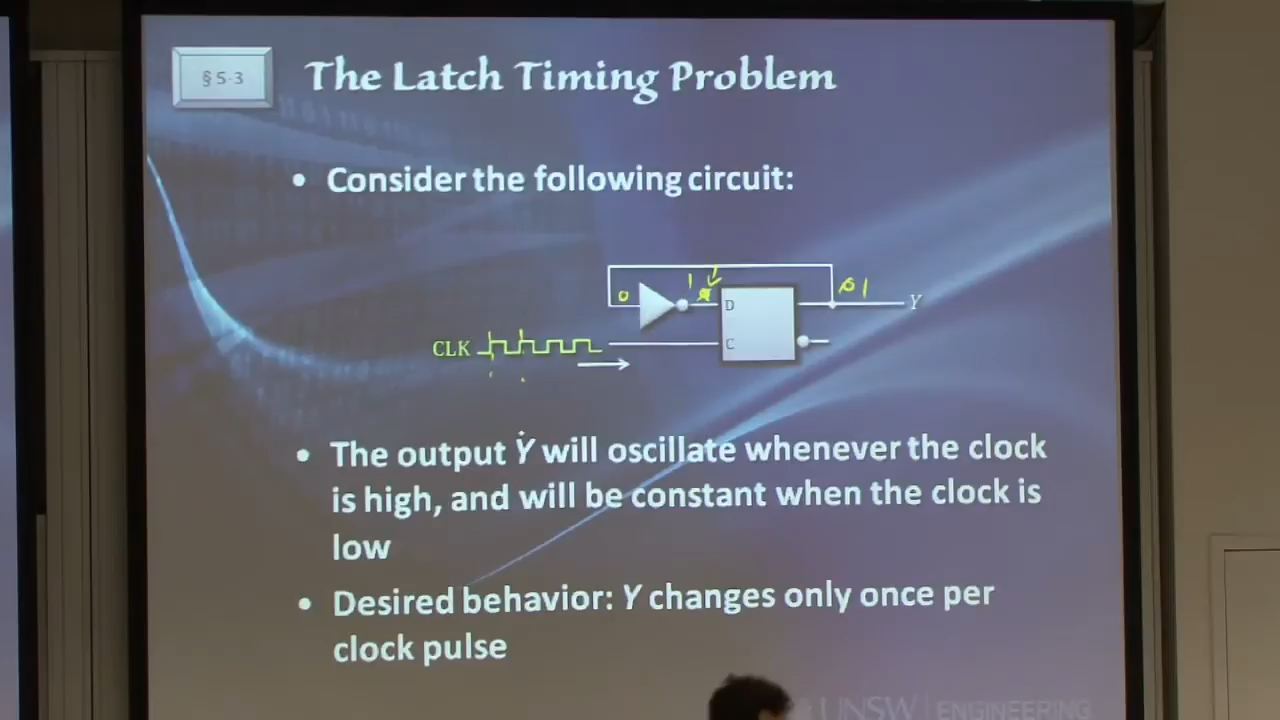 § 5-3
The Latch Timing Problem
• Consider the following circuit:
0 1 0 1
D
Y
CLK
C
• The output Y will oscillate whenever the clock
is high, and will be constant when the clock is
low
• Desired behavior: Y changes only once per
clock pulse
UNSW ENGINEERING